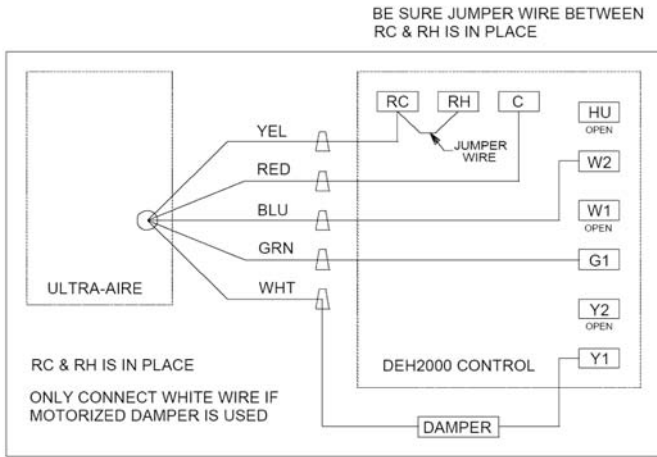 BE SURE JUMPER WIRE BETWEEN
RC & RH IS IN PLACE
RC
RH
C
HU
OPEN
YEL
JUMPER
WIRE
W2
RED
BLU
W1
OPEN
GRN
G1
ULTRA-AIRE
WHT
Y2
OPEN
RC & RH IS IN PLACE
DEH2000 CONTROL
Y1
ONLY CONNECT WHITE WIRE IF
MOTORIZED DAMPER IS USED
DAMPER